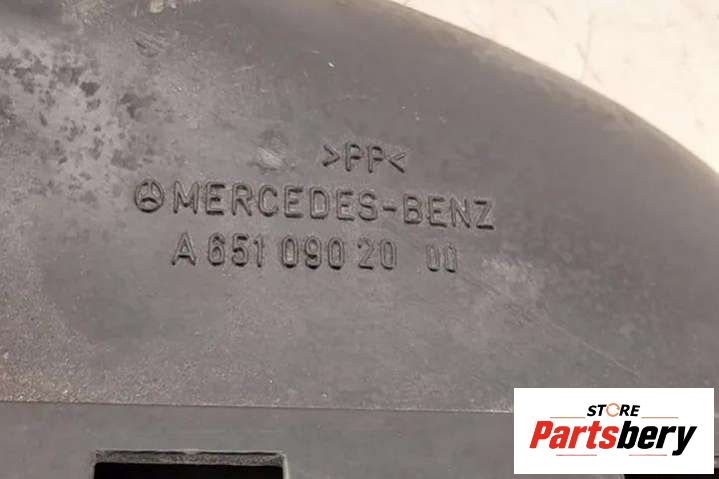 >PP<
MERCEDES-BENZ
A 651 090 20 00
STORE
Partsbery